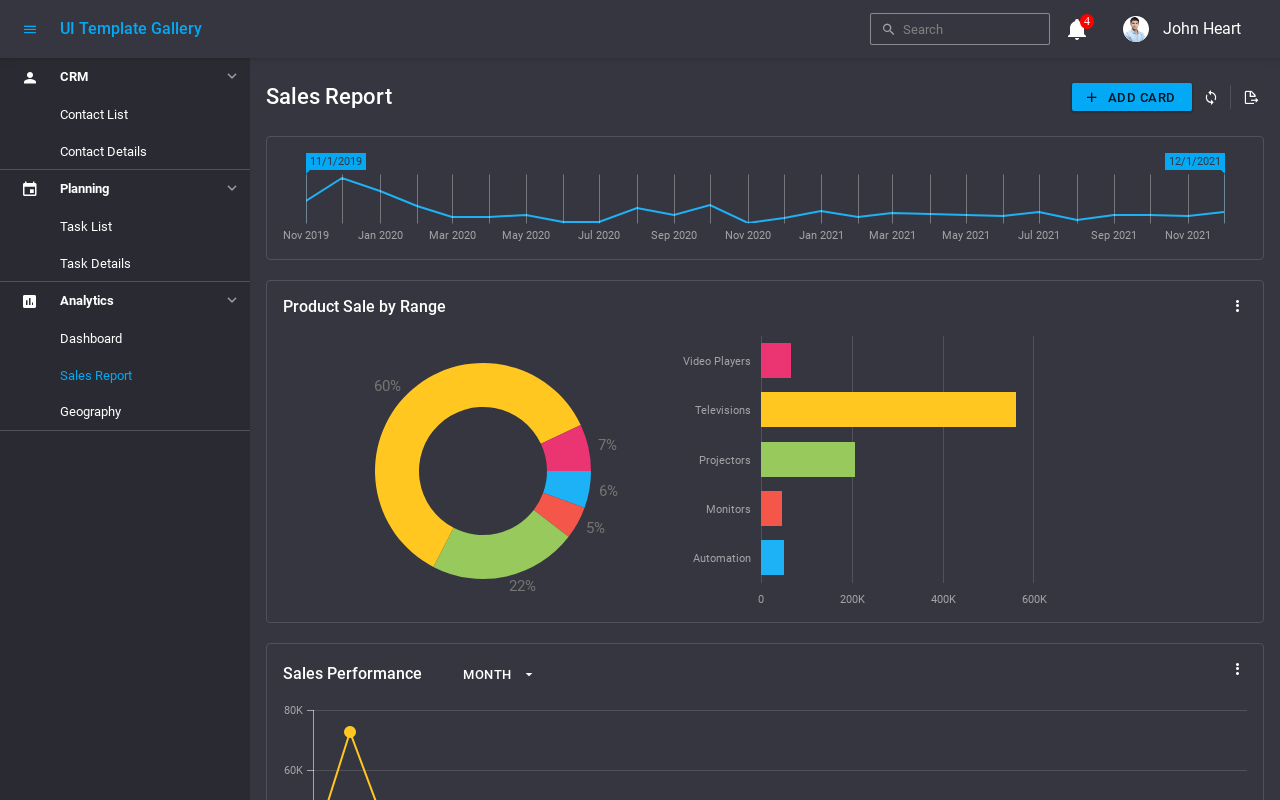 UI Template Gallery
Search
4
John Heart
CRM
Contact List
Contact Details
Planning
Task List
Task Details
Analytics
Dashboard
Sales Report
Geography
Sales Report
ADD CARD
11/1/2019
12/1/2021
Nov 2019 Jan 2020 Mar 2020 May 2020 Jul 2020 Sep 2020 Nov 2020 Jan 2021 Mar 2021 May 2021 Jul 2021 Sep 2021 Nov 2021
Product Sale by Range
60%
7%
6%
5%
22%
Video Players
Televisions
Projectors
Monitors
Automation
0 200K 400K 600K
Sales Performance
MONTH
80K
60K